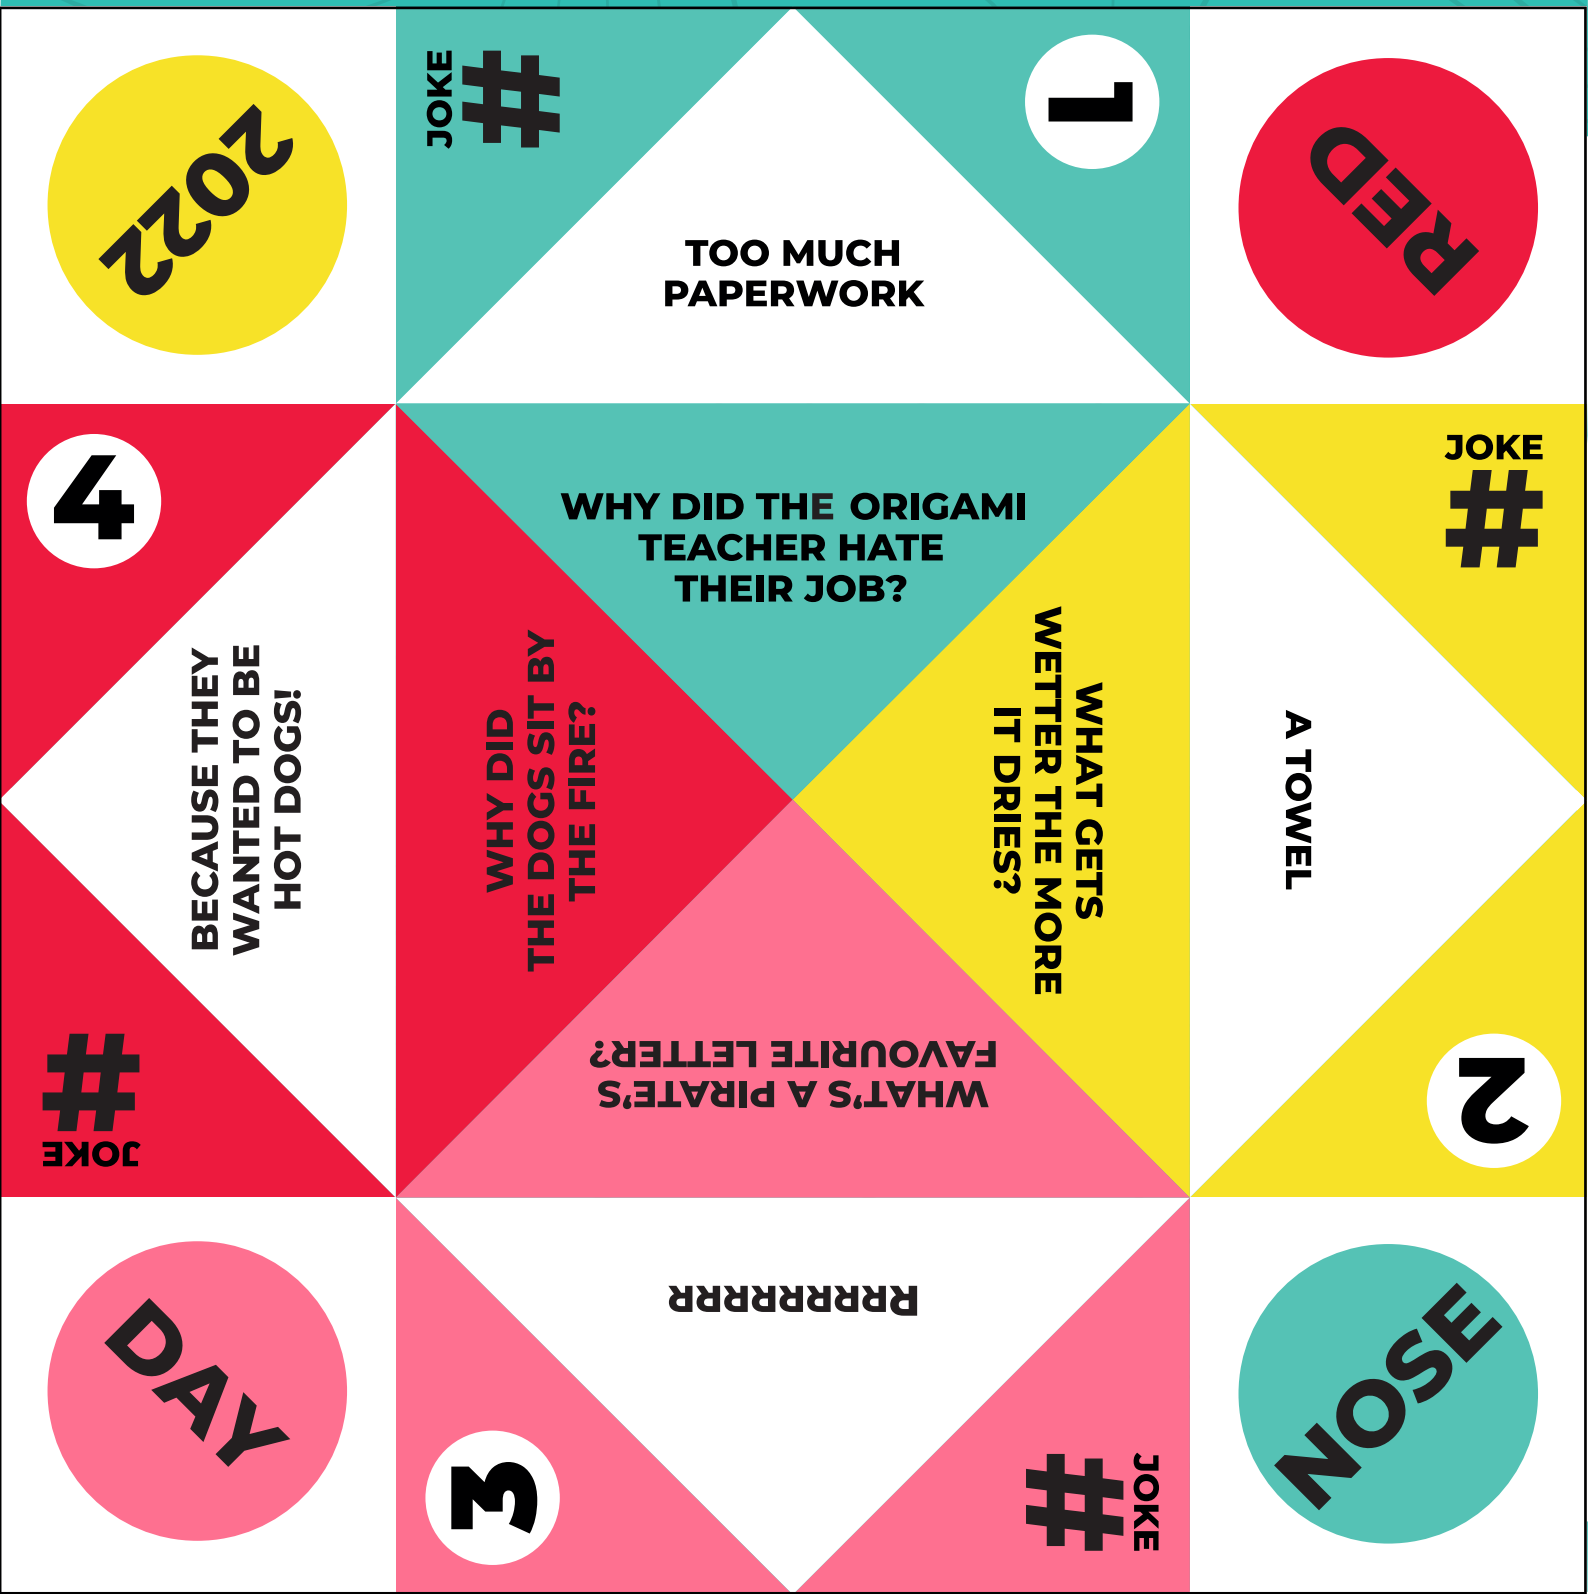 2022
JOKE
#
1
RED
TOO MUCH
PAPERWORK
4
JOKE
#
WHY DID THE ORIGAMI
TEACHER HATE
THEIR JOB?
BECAUSE THEY
WANTED TO BE
HOT DOGS!
WHY DID
THE DOGS SIT BY
THE FIRE?
WHAT GETS
WETTER THE MORE
IT DRIES?
A TOWEL
#
JOKE
WHAT'S A PIRATE'S
FAVOURITE LETTER?
2
DAY
Rrrrrrrrr
NOSE
3
JOKE
#